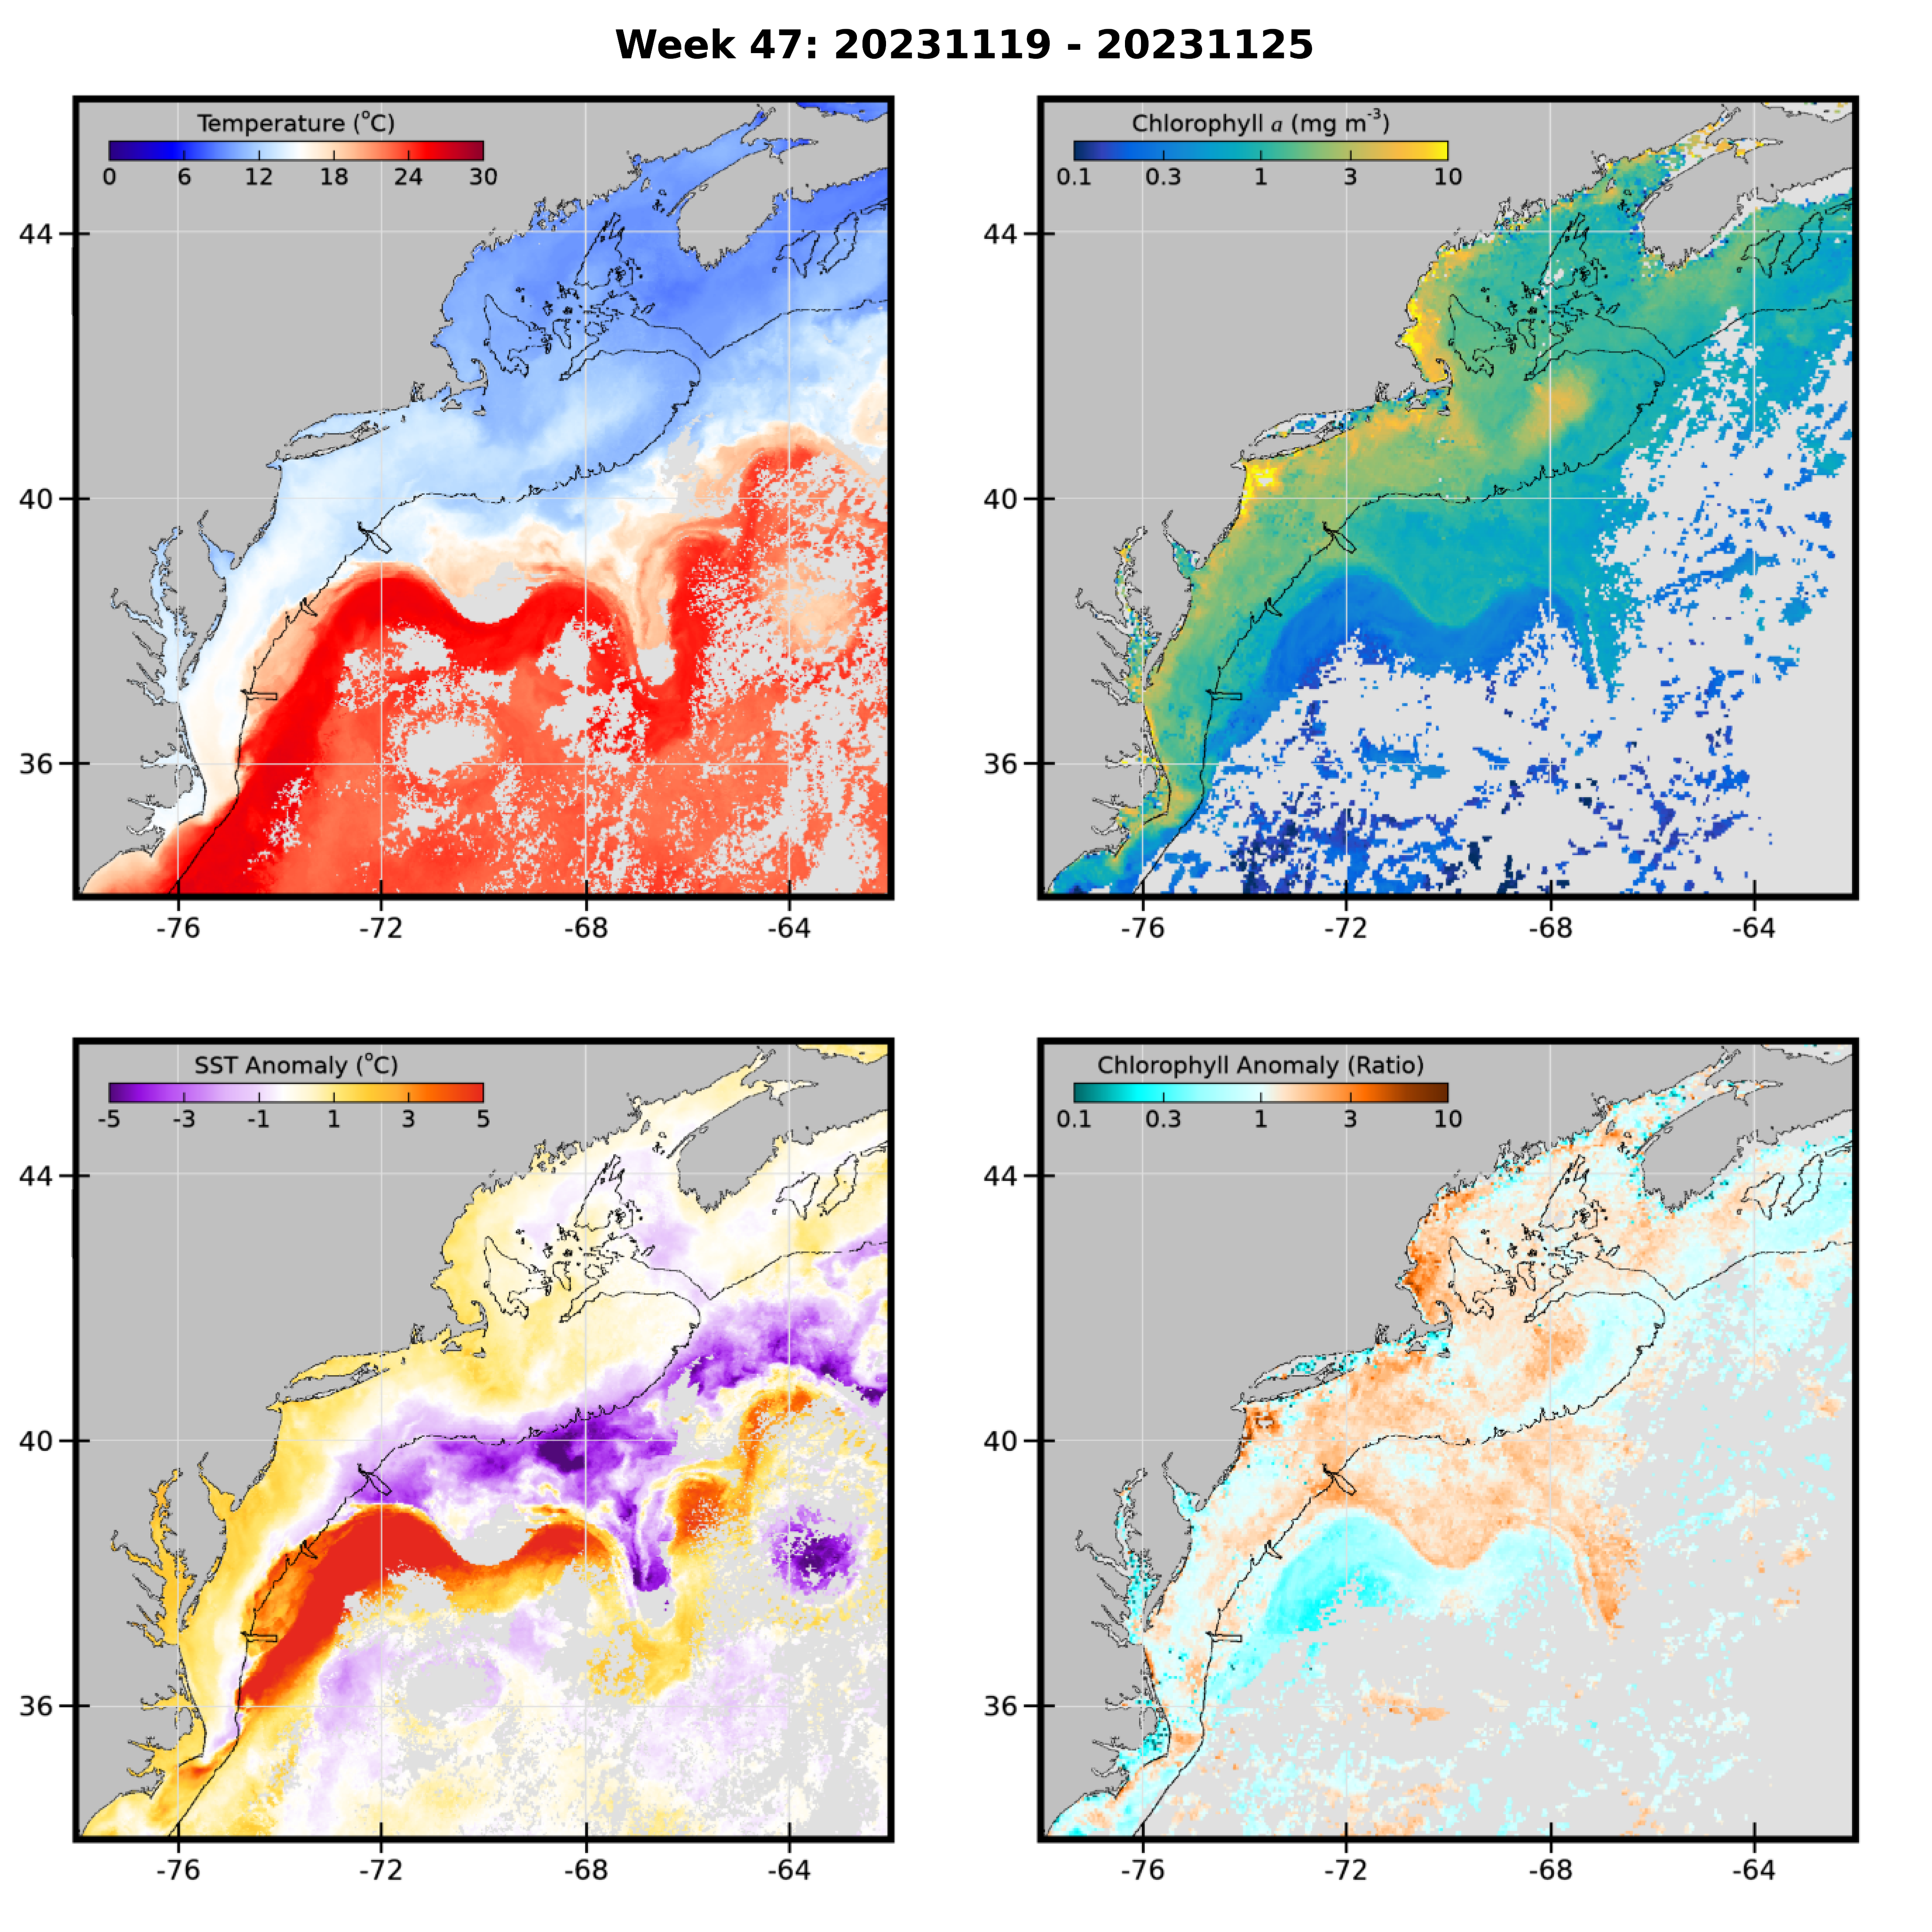 Week 47: 20231119 - 20231125
Temperature (°C)
0 6 12 18 24 30
44
40
36
-76 -72 -68 -64
Chlorophyll a (mg m⁻³)
0.1 0.3 1 3 10
44
40
36
-76 -72 -68 -64
SST Anomaly (°C)
-5 -3 -1 1 3 5
44
40
36
-76 -72 -68 -64
Chlorophyll Anomaly (Ratio)
0.1 0.3 1 3 10
44
40
36
-76 -72 -68 -64